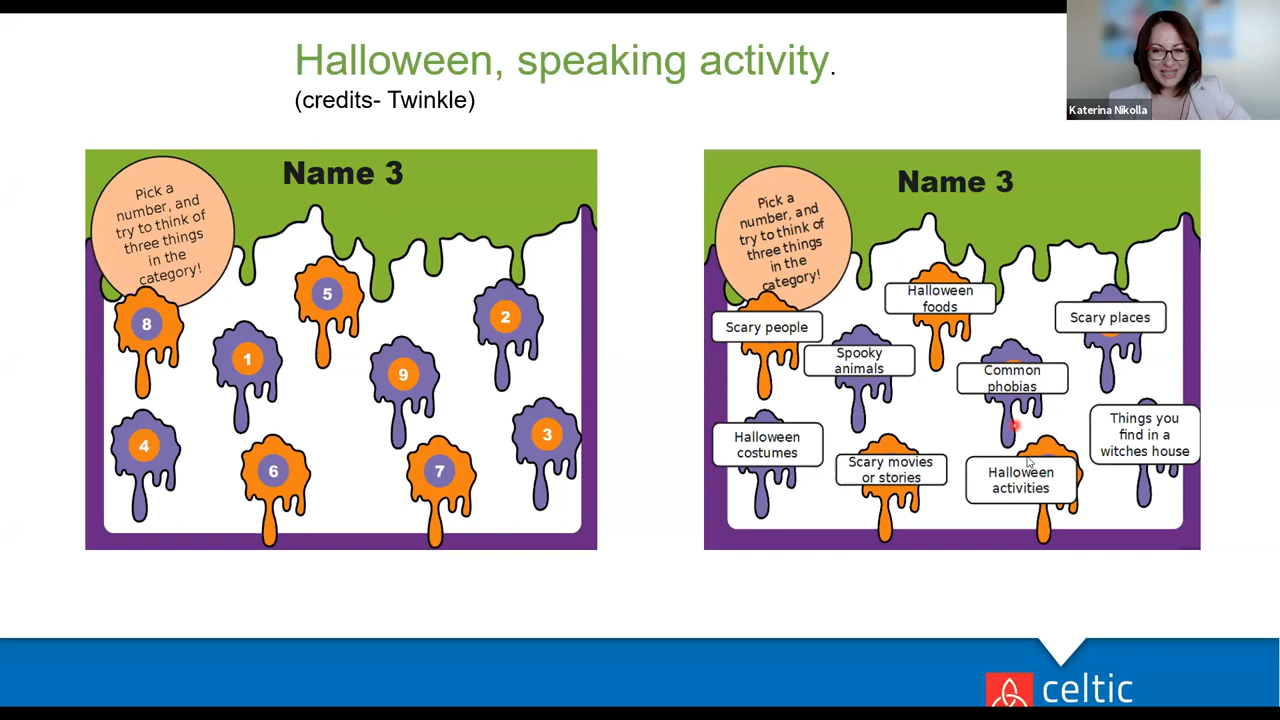 Halloween, speaking activity.
(credits- Twinkle)
Katerina Nikolla
Name 3
Pick a
number, and
try to think of
three things
in the
category!
5
2
8
1
9
4
3
6
7
Name 3
Pick a
number, and
try to think of
three things
in the
category!
Halloween
foods
Scary people
Scary places
Spooky
animals
Common
phobias
Halloween
costumes
Things you
find in a
witches house
Scary movies
or stories
Halloween
activities
celtic